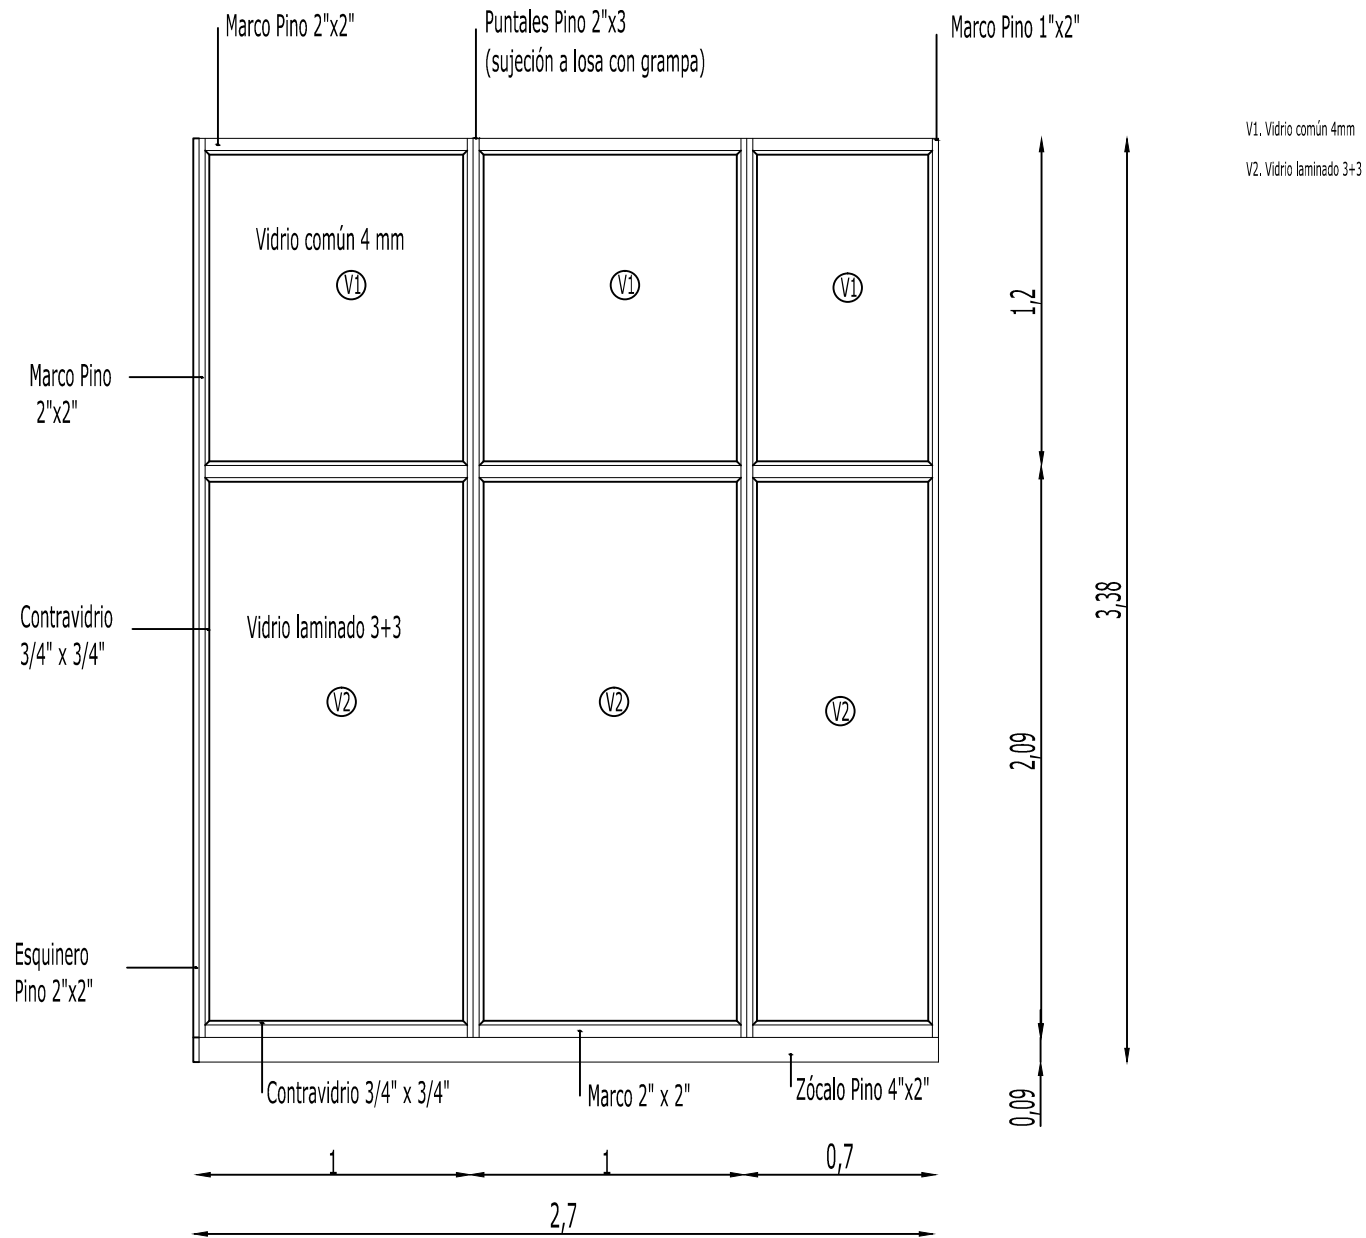 Marco Pino 2"x2"
Puntales Pino 2"x3
(sujeción a losa con grampa)
Marco Pino 1"x2"
V1. Vidrio común 4mm
V2. Vidrio laminado 3+3
Vidrio común 4 mm
V1
V1
V1
1,2
Marco Pino
2"x2"
3,38
Contravidrio
3/4" x 3/4"
Vidrio laminado 3+3
V2
V2
V2
2,09
Esquinero
Pino 2"x2"
Contravidrio 3/4" x 3/4"
Marco 2" x 2"
Zócalo Pino 4"x2"
0,09
1
1
0,7
2,7